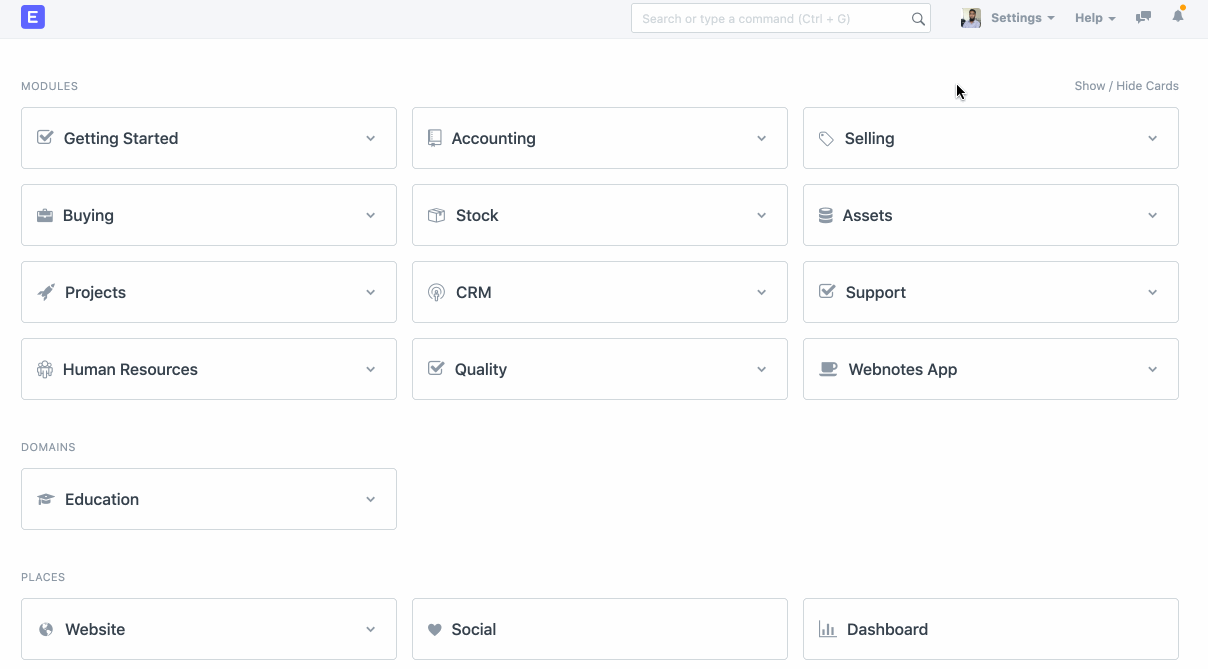 E
Search or type a command (Ctrl + G)
Settings
Help
MODULES
Show / Hide Cards
Getting Started
Accounting
Selling
Buying
Stock
Assets
Projects
CRM
Support
Human Resources
Quality
Webnotes App
DOMAINS
Education
PLACES
Website
Social
Dashboard